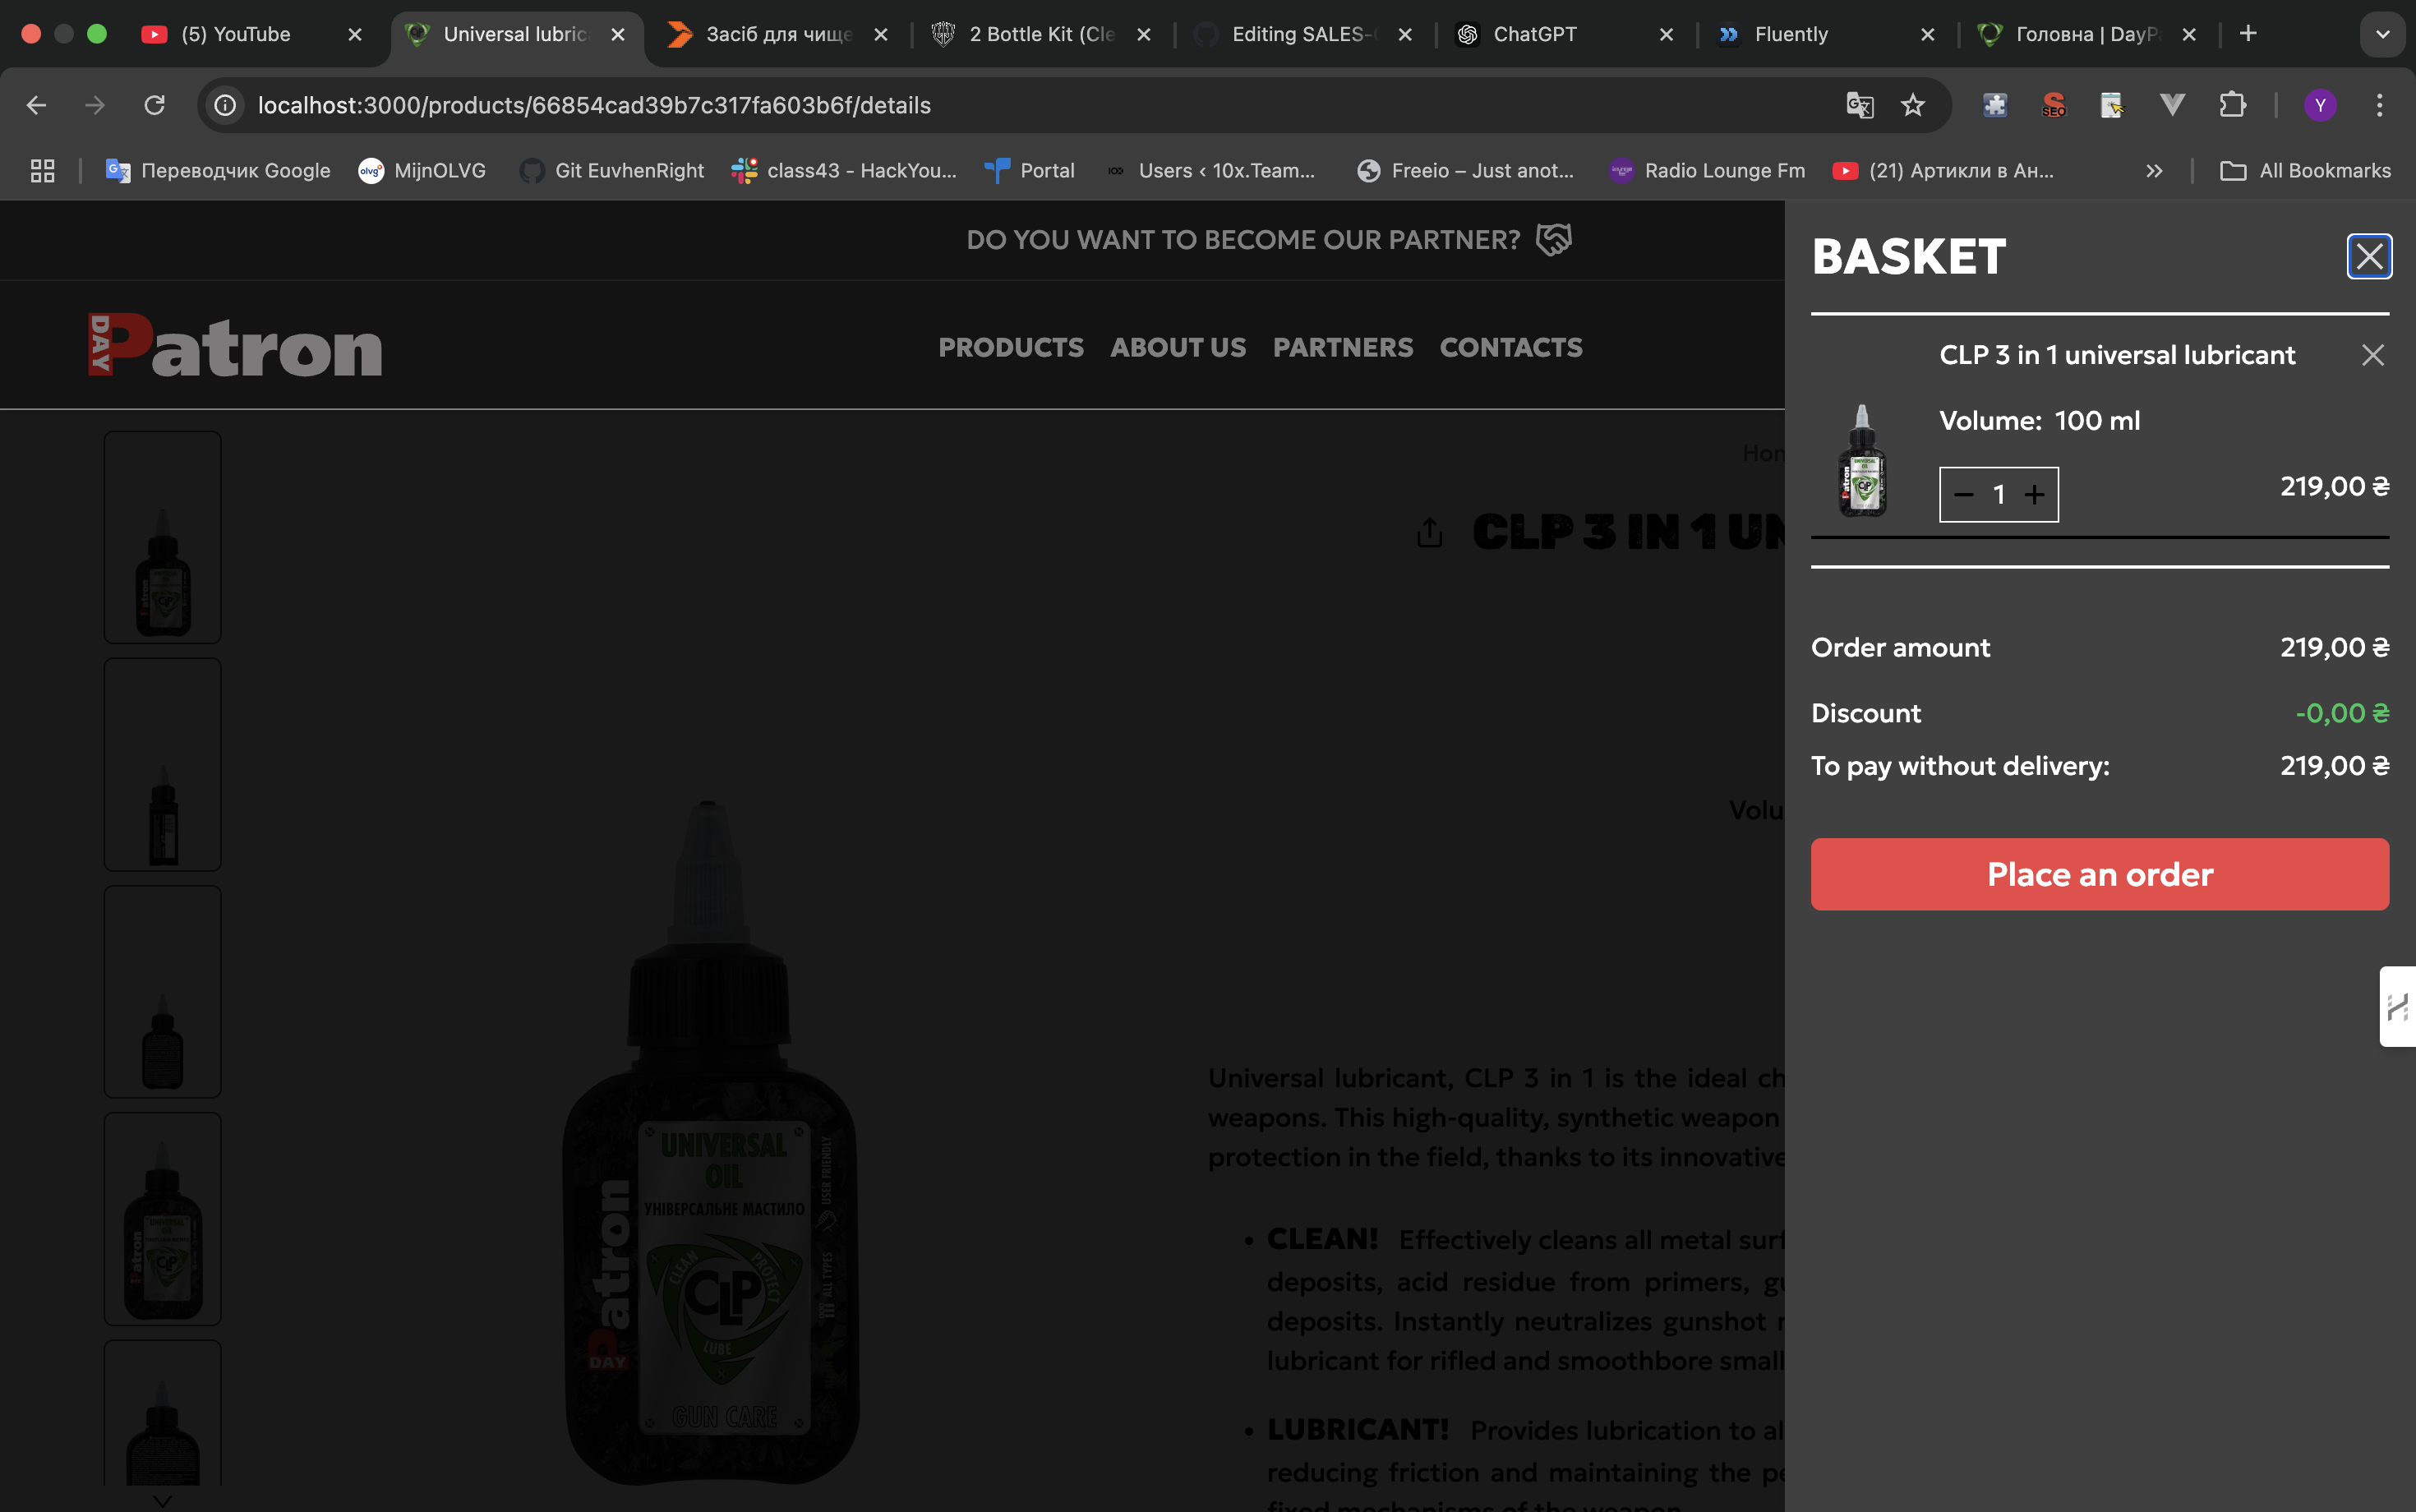 (5) YouTube
Universal lubric
Засіб для чище
2 Bottle Kit (Cle
Editing SALES-
ChatGPT
Fluently
Головна | DayP
localhost:3000/products/66854cad39b7c317fa603b6f/details
SEO
Y
Переводчик Google
olvg
MijnOLVG
Git EuvhenRight
class43 - HackYou...
Portal
Users ‹ 10x.Team...
Freeio – Just anot...
Radio Lounge Fm
(21) Артикли в Ан...
All Bookmarks
DO YOU WANT TO BECOME OUR PARTNER?
DAY Patron
PRODUCTS ABOUT US PARTNERS CONTACTS
Hom
CLP 3 IN 1 UN
Volu
Universal lubricant, CLP 3 in 1 is the ideal ch
weapons. This high-quality, synthetic weapon
protection in the field, thanks to its innovative
CLEAN! Effectively cleans all metal surf
deposits, acid residue from primers, gu
deposits. Instantly neutralizes gunshot r
lubricant for rifled and smoothbore small
LUBRICANT! Provides lubrication to al
reducing friction and maintaining the pe
fixed mechanisms of the weapon
UNIVERSAL
OIL
УНІВЕРСАЛЬНЕ МАСТИЛО
CLEAN
PROTECT
CLP
LUBE
GUN CARE
DAY Patron
USER FRIENDLY
ALL TYPES
BASKET
CLP 3 in 1 universal lubricant
Volume: 100 ml
1
219,00 ₴
Order amount 219,00 ₴
Discount -0,00 ₴
To pay without delivery: 219,00 ₴
Place an order